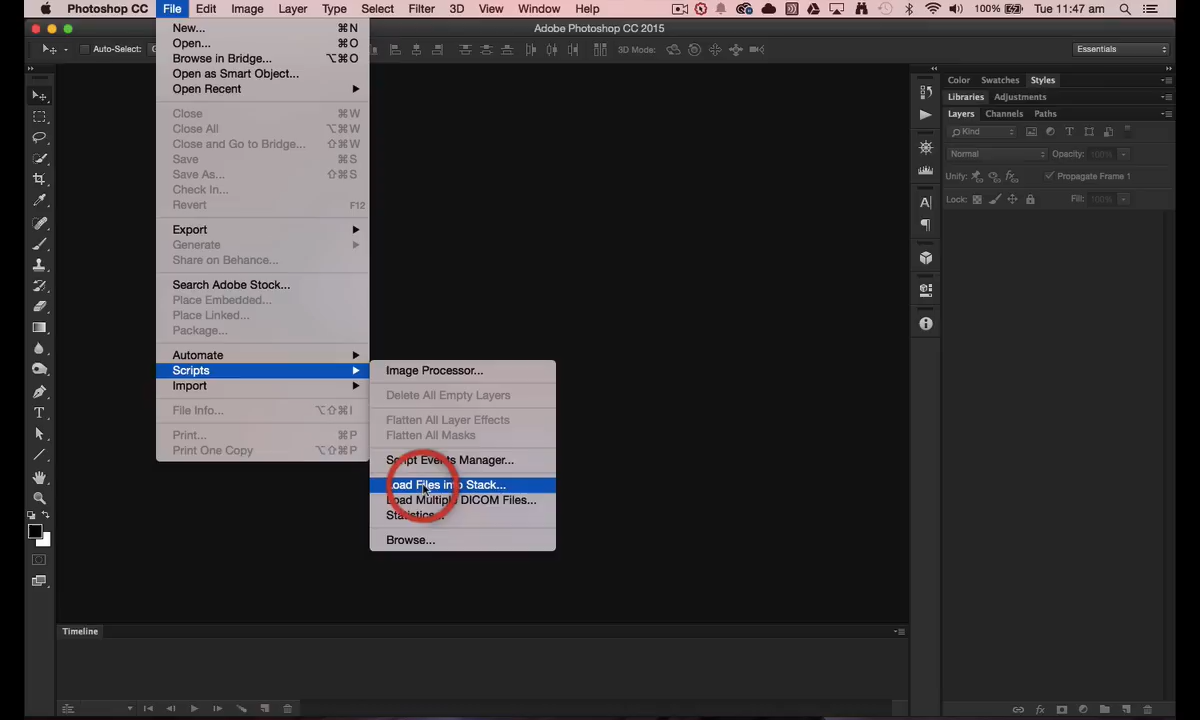 Photoshop CC File Edit Image Layer Type Select Filter 3D View Window Help 100% Tue 11:47 am
Adobe Photoshop CC 2015
Auto-Select: 3D Mode: Essentials
New... ⌘N
Open... ⌘O
Browse in Bridge... ⌥⌘O
Open as Smart Object...
Open Recent
Close ⌘W
Close All ⌥⌘W
Close and Go to Bridge... ⇧⌘W
Save ⌘S
Save As... ⇧⌘S
Check In...
Revert F12
Export
Generate
Share on Behance...
Search Adobe Stock...
Place Embedded...
Place Linked...
Package...
Automate
Scripts
Import
File Info... ⌥⇧⌘I
Print... ⌘P
Print One Copy ⌥⇧⌘P
Image Processor...
Delete All Empty Layers
Flatten All Layer Effects
Flatten All Masks
Script Events Manager...
Load Files into Stack...
Load Multiple DICOM Files...
Statistics...
Browse...
Color Swatches Styles
Libraries Adjustments
Layers Channels Paths
Kind
Normal Opacity: 100%
Unify: Propagate Frame 1
Lock: Fill: 100%
Timeline